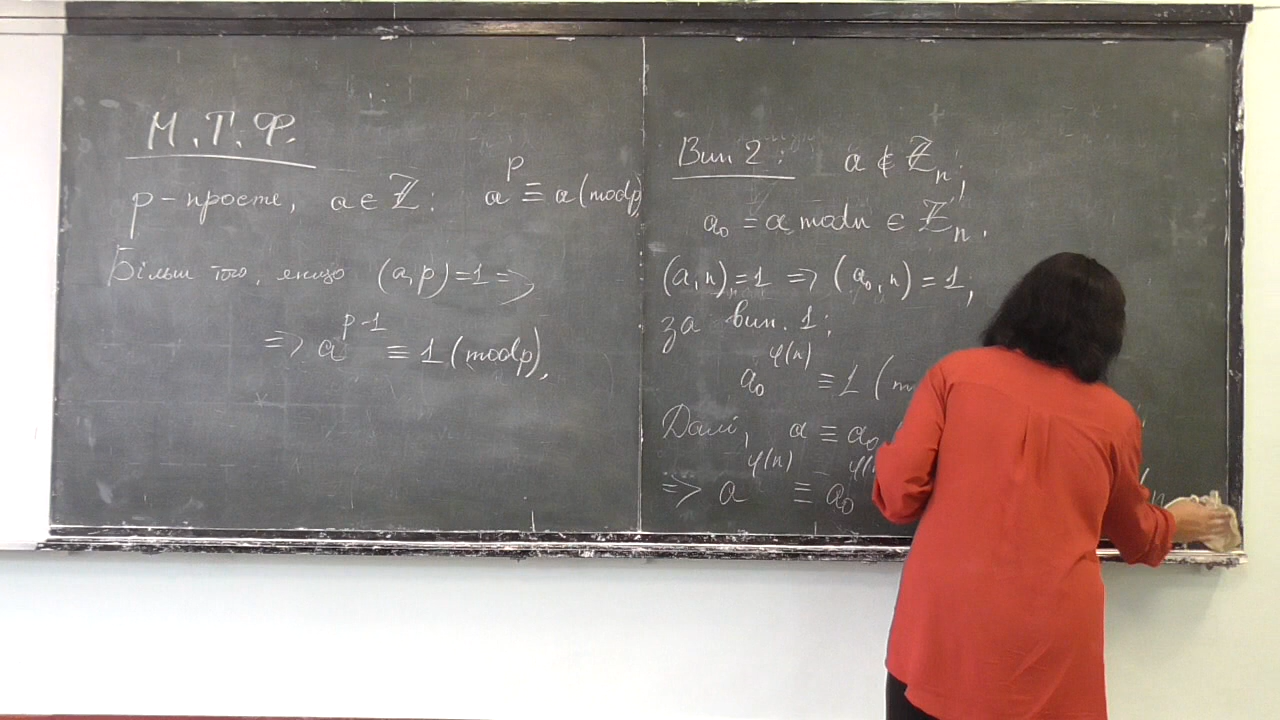 М.Т.Ф.
p - просте, a ∈ ℤ: a^p ≡ a (mod p)
Більш того, якщо (a, p) = 1 =>
=> a^{p-1} ≡ 1 (mod p),
Вип 2: a ∉ ℤ_n;
a_0 = a mod n ∈ ℤ_n.
(a, n) = 1 => (a_0, n) = 1;
за вип. 1:
a_0^{φ(n)} ≡ 1 (m
Далі, a ≡ a_0
=> a^{φ(n)} ≡ a_0